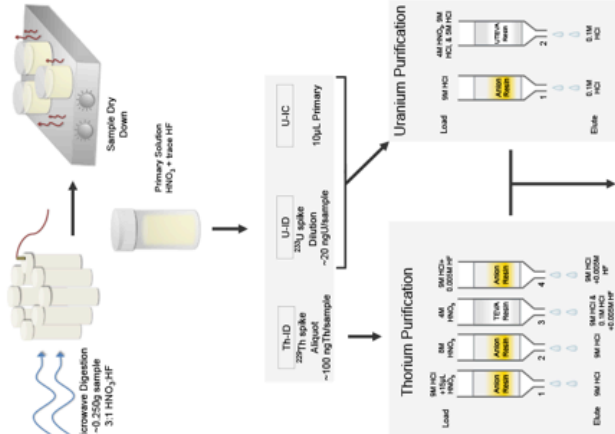 icrowave Digestion
~0.250g sample
3:1 HNO₃:HF
Sample Dry
Down
Primary Solution
HNO₃ + trace HF
Th-ID
²²⁹Th spike
Aliquot
~100 ngTh/sample
U-ID
²³³U spike
Dilution
~20 ngU/sample
U-IC
10µL Primary
Thorium Purification
Load
9M HCl
+15µL
HNO₃
8M
HNO₃
4M
HNO₃
9M HCl+
0.005M HF
Anion
Resin
Anion
Resin
TEVA
Resin
Anion
Resin
1
2
3
4
Elute
9M HCl
9M HCl
9M HCl &
0.1M HCl
+0.005M HF
9M HCl
+0.005M
HF
Uranium Purification
Load
9M HCl
4M HNO₃, 9M
HCl, & 5M HCl
Anion
Resin
UTEVA
Resin
1
2
Elute
0.1M
HCl
0.1M
HCl